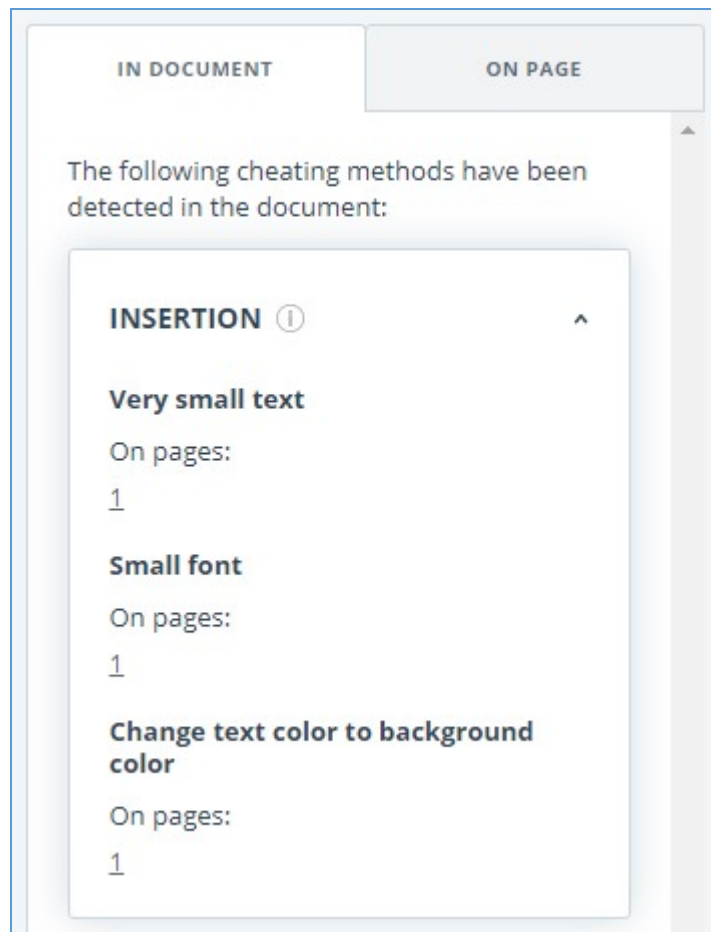 IN DOCUMENT ON PAGE
The following cheating methods have been
detected in the document:
INSERTION
Very small text
On pages:
1
Small font
On pages:
1
Change text color to background
color
On pages:
1